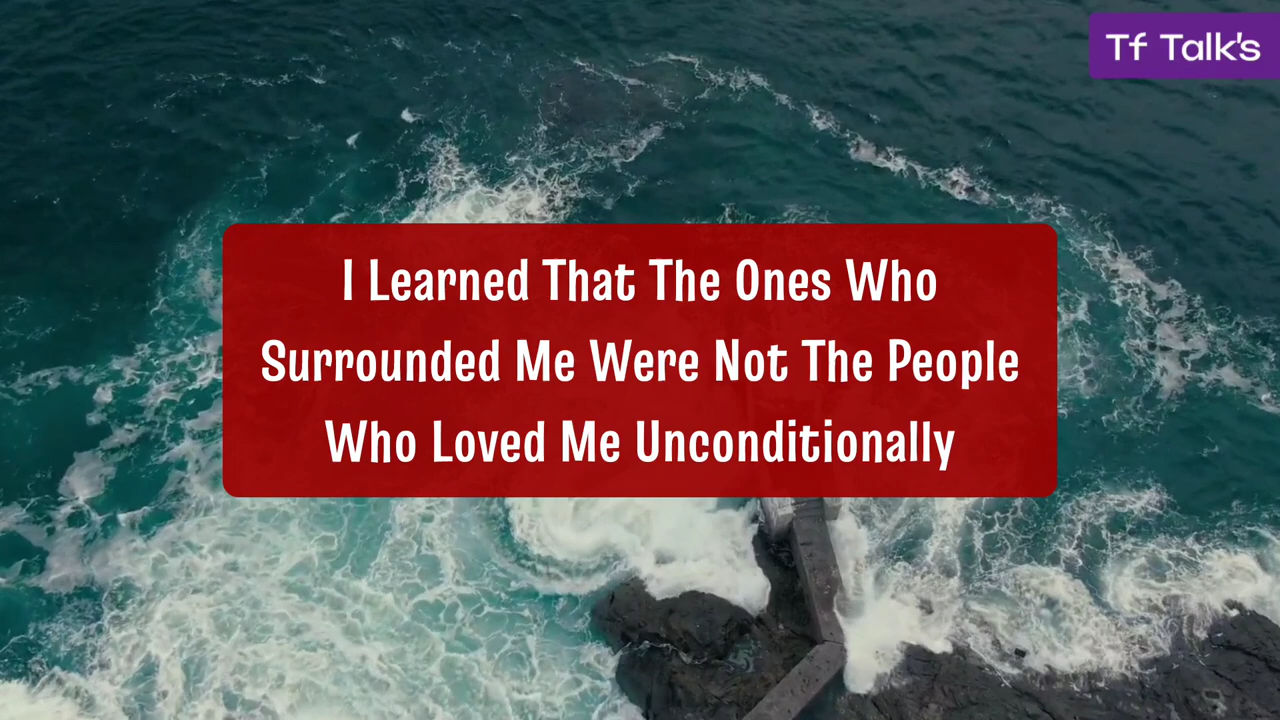 Tf Talk's
I Learned That The Ones Who
Surrounded Me Were Not The People
Who Loved Me Unconditionally